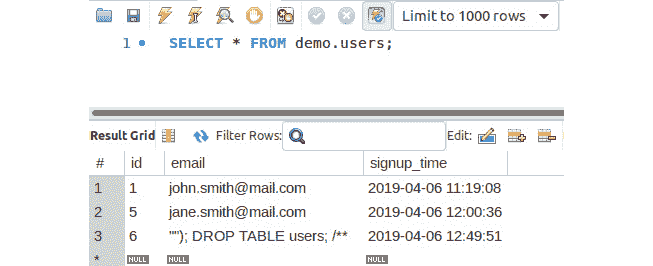 Limit to 1000 rows
1 SELECT * FROM demo.users;
Result Grid Filter Rows: Edit:
# id email signup_time
1 1 john.smith@mail.com 2019-04-06 11:19:08
2 5 jane.smith@mail.com 2019-04-06 12:00:36
3 6 ""); DROP TABLE users; /** 2019-04-06 12:49:51
* NULL NULL NULL